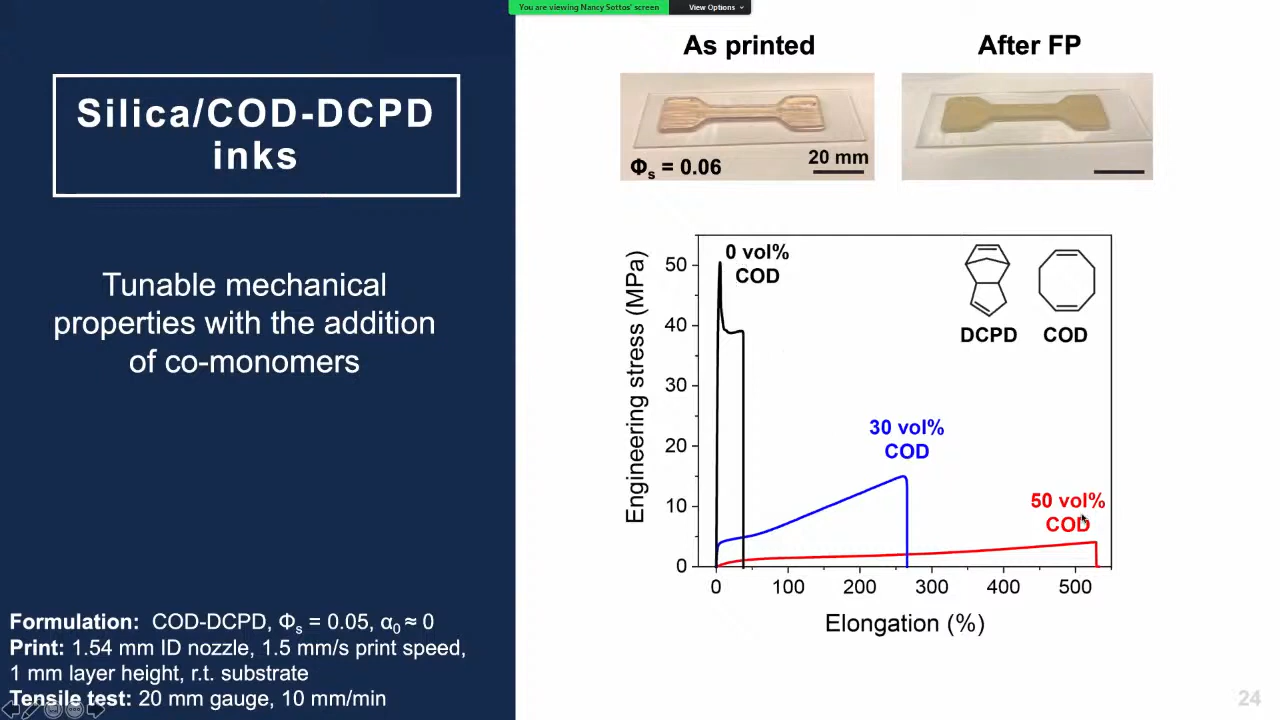 You are viewing Nancy Sottos' screen
View Options
Silica/COD-DCPD
inks
Tunable mechanical
properties with the addition
of co-monomers
Formulation: COD-DCPD, Φs = 0.05, α0 ≈ 0
Print: 1.54 mm ID nozzle, 1.5 mm/s print speed,
1 mm layer height, r.t. substrate
Tensile test: 20 mm gauge, 10 mm/min
As printed
After FP
Φs = 0.06
20 mm
Engineering stress (MPa)
50
40
30
20
10
0
0 vol%
COD
30 vol%
COD
50 vol%
COD
DCPD
COD
0
100
200
300
400
500
Elongation (%)
24